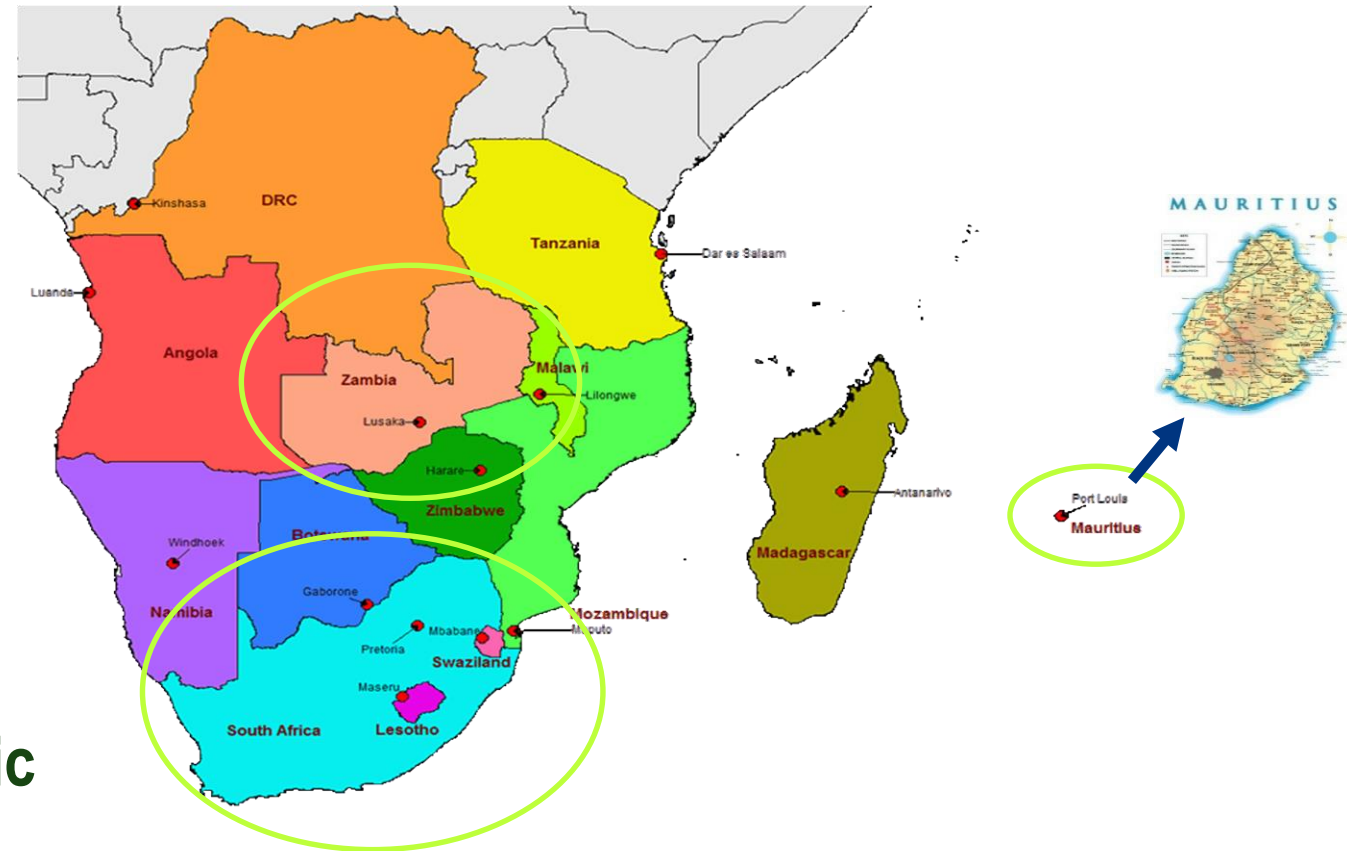 MAURITIUS
Kinshasa
DRC
Tanzania
Dar es Salaam
Luanda
Angola
Zambia
Malawi
Lilongwe
Lusaka
Harare
Zimbabwe
Antanarivo
Port Louis
Mauritius
Botswana
Windhoek
Madagascar
Gaborone
Namibia
Mozambique
Maputo
Mbabane
Pretoria
Swaziland
Maseru
South Africa
Lesotho
ic